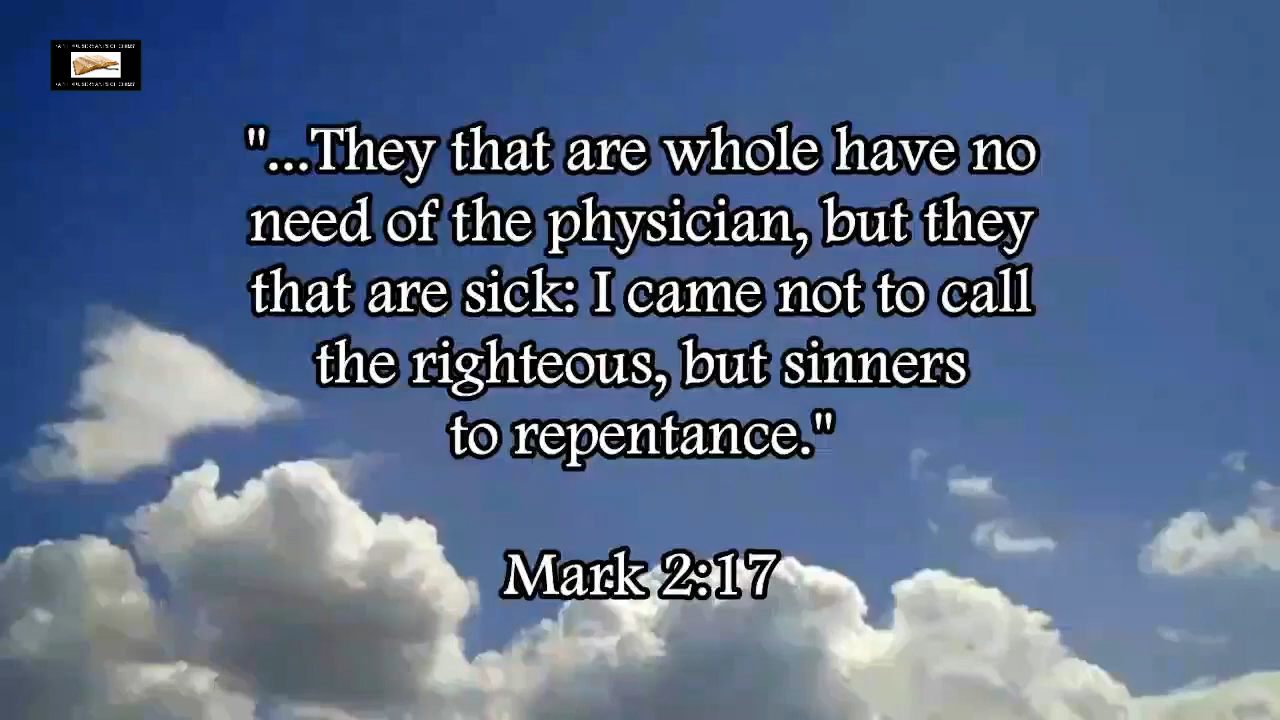 "...They that are whole have no
need of the physician, but they
that are sick: I came not to call
the righteous, but sinners
to repentance."
Mark 2:17